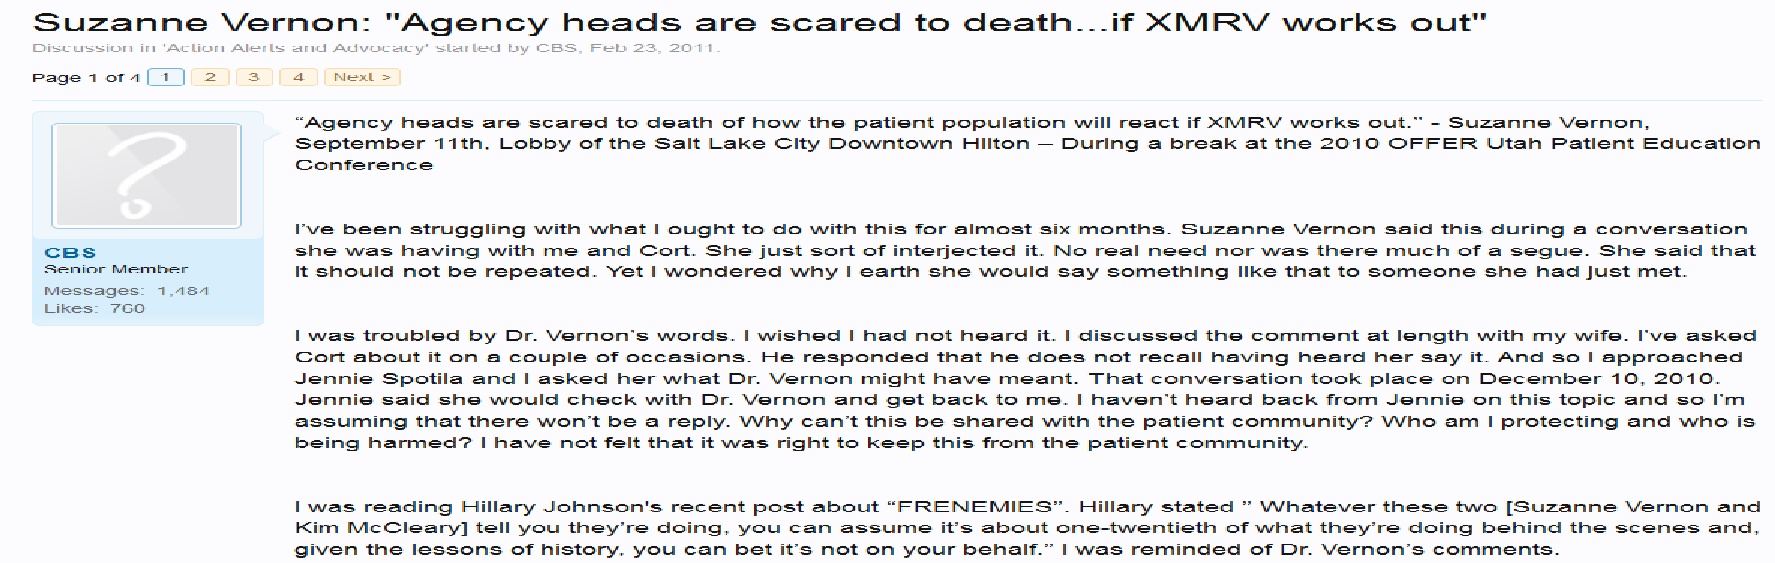 Suzanne Vernon: "Agency heads are scared to death...if XMRV works out"
Discussion in 'Action Alerts and Advocacy' started by CBS, Feb 23, 2011.
Page 1 of 4 1 2 3 4 Next >
CBS
Senior Member
Messages: 1,484
Likes: 760
“Agency heads are scared to death of how the patient population will react if XMRV works out.” - Suzanne Vernon,
September 11th, Lobby of the Salt Lake City Downtown Hilton – During a break at the 2010 OFFER Utah Patient Education
Conference
I’ve been struggling with what I ought to do with this for almost six months. Suzanne Vernon said this during a conversation
she was having with me and Cort. She just sort of interjected it. No real need nor was there much of a segue. She said that
it should not be repeated. Yet I wondered why I earth she would say something like that to someone she had just met.
I was troubled by Dr. Vernon’s words. I wished I had not heard it. I discussed the comment at length with my wife. I’ve asked
Cort about it on a couple of occasions. He responded that he does not recall having heard her say it. And so I approached
Jennie Spotila and I asked her what Dr. Vernon might have meant. That conversation took place on December 10, 2010.
Jennie said she would check with Dr. Vernon and get back to me. I haven’t heard back from Jennie on this topic and so I’m
assuming that there won’t be a reply. Why can’t this be shared with the patient community? Who am I protecting and who is
being harmed? I have not felt that it was right to keep this from the patient community.
I was reading Hillary Johnson's recent post about “FRENEMIES”. Hillary stated ” Whatever these two [Suzanne Vernon and
Kim McCleary] tell you they’re doing, you can assume it’s about one-twentieth of what they’re doing behind the scenes and,
given the lessons of history, you can bet it’s not on your behalf.” I was reminded of Dr. Vernon’s comments.